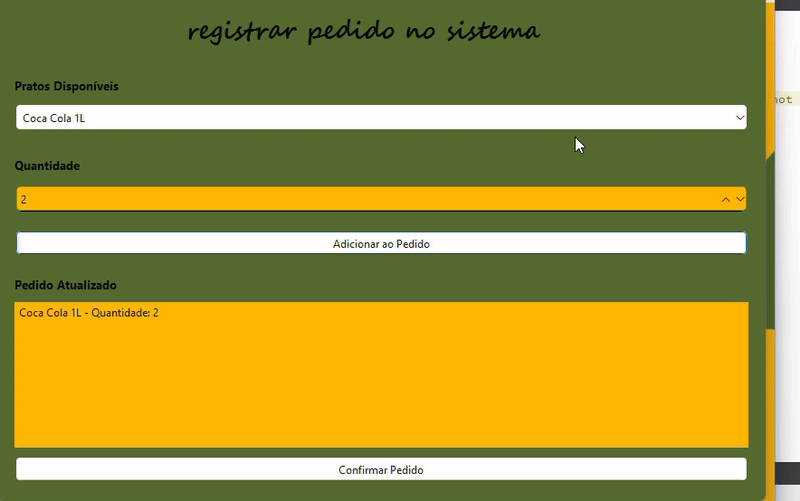 registrar pedido no sistema
Pratos Disponíveis
Coca Cola 1L
not
Quantidade
2
Adicionar ao Pedido
Pedido Atualizado
Coca Cola 1L - Quantidade: 2
Confirmar Pedido